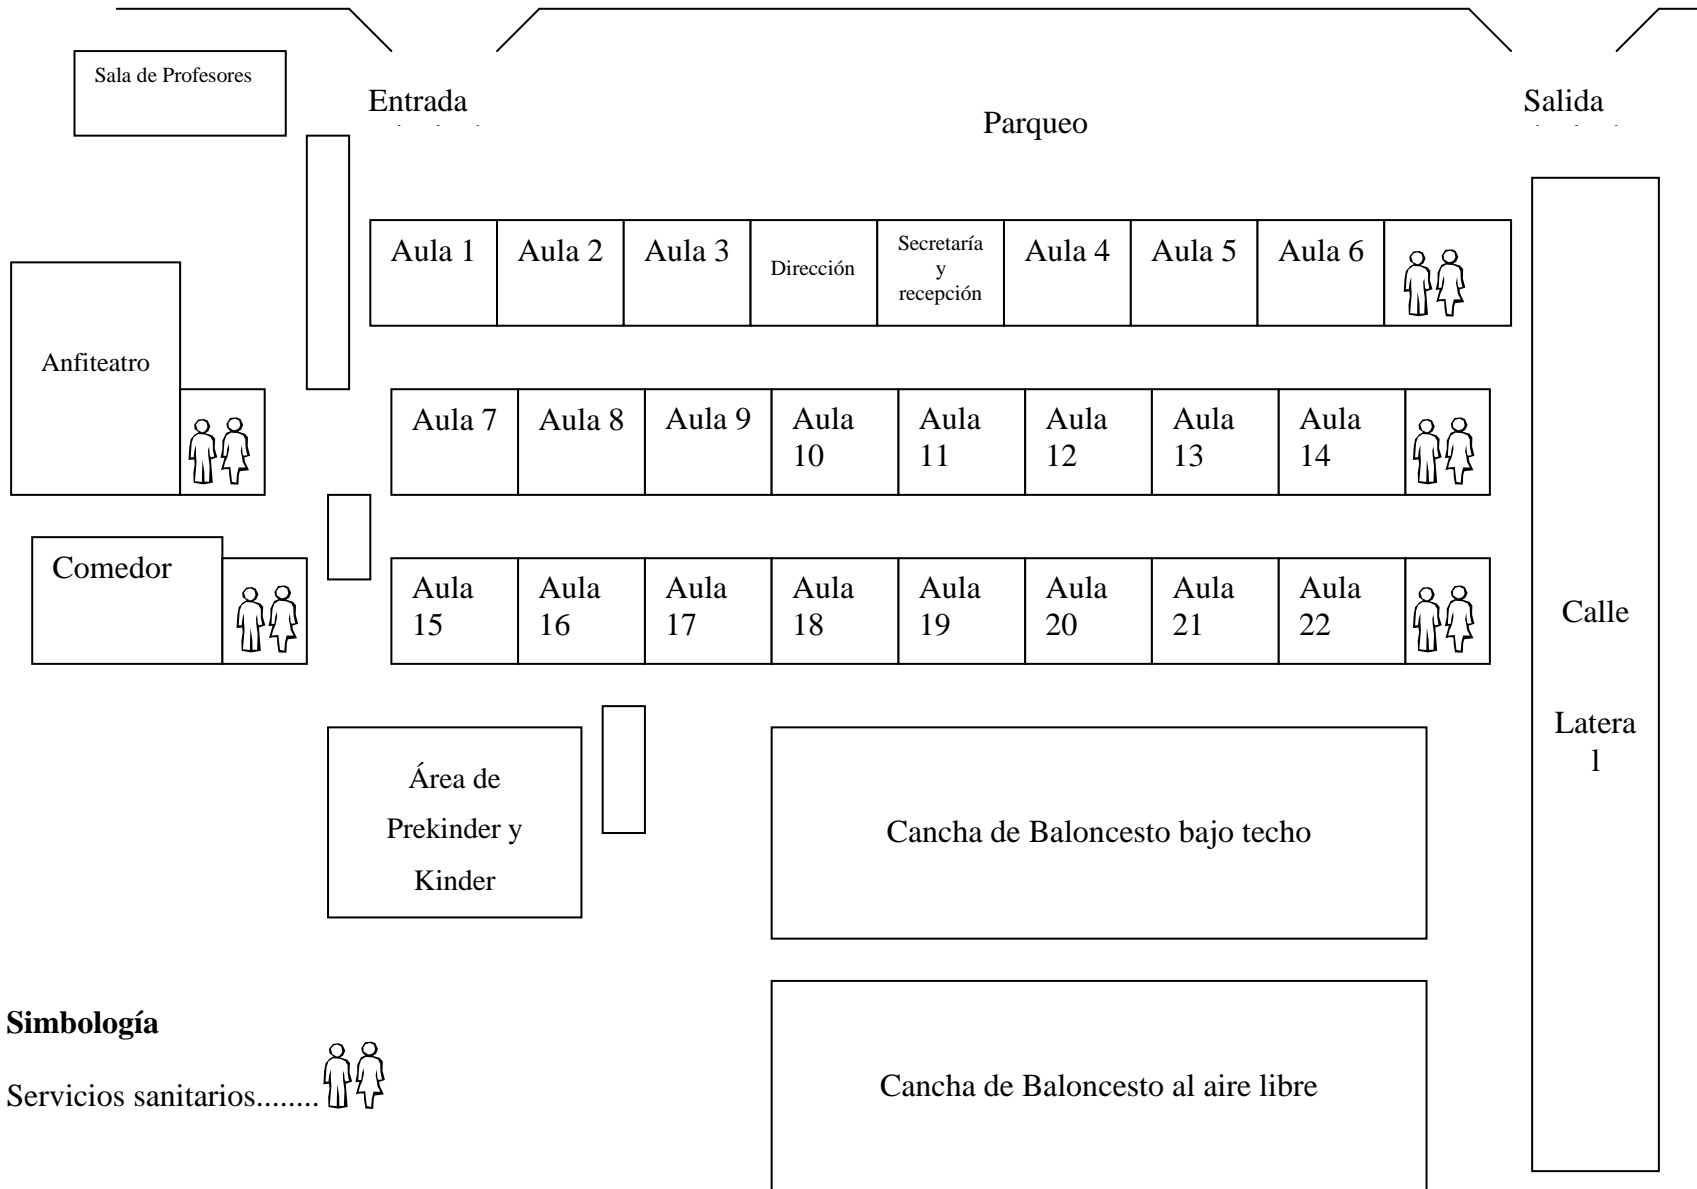 Sala de Profesores
Entrada
Parqueo
Salida
Aula 1
Aula 2
Aula 3
Dirección
Secretaría
y
recepción
Aula 4
Aula 5
Aula 6
Anfiteatro
Aula 7
Aula 8
Aula 9
Aula
10
Aula
11
Aula
12
Aula
13
Aula
14
Comedor
Aula
15
Aula
16
Aula
17
Aula
18
Aula
19
Aula
20
Aula
21
Aula
22
Calle
Latera
l
Área de
Prekinder y
Kinder
Cancha de Baloncesto bajo techo
Simbología
Servicios sanitarios........
Cancha de Baloncesto al aire libre